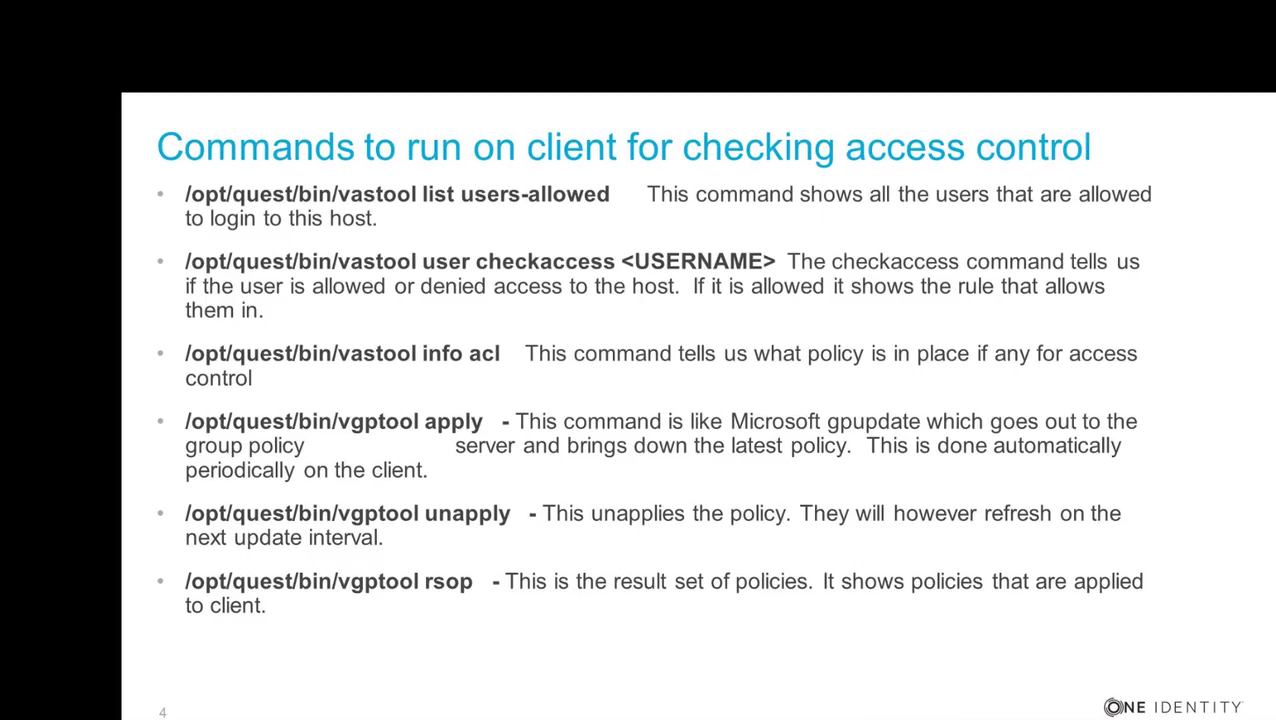 Commands to run on client for checking access control
• /opt/quest/bin/vastool list users-allowed This command shows all the users that are allowed
to login to this host.
• /opt/quest/bin/vastool user checkaccess <USERNAME> The checkaccess command tells us
if the user is allowed or denied access to the host. If it is allowed it shows the rule that allows
them in.
• /opt/quest/bin/vastool info acl This command tells us what policy is in place if any for access
control
• /opt/quest/bin/vgptool apply - This command is like Microsoft gpupdate which goes out to the
group policy server and brings down the latest policy. This is done automatically
periodically on the client.
• /opt/quest/bin/vgptool unapply - This unapplies the policy. They will however refresh on the
next update interval.
• /opt/quest/bin/vgptool rsop - This is the result set of policies. It shows policies that are applied
to client.
4
ONE IDENTITY